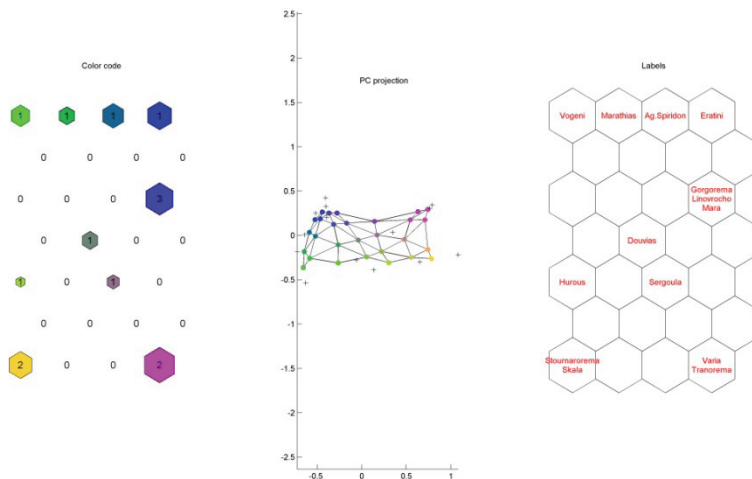 Color code
1 1 1 1
0 0 0 0
0 0 0 3
0 1 0 0
1 0 1 0
0 0 0 0
2 0 0 2
PC projection
2.5
2
1.5
1
0.5
0
-0.5
-1
-1.5
-2
-2.5
-0.5 0 0.5 1
Labels
Vogeni Marathias Ag.Spiridon Eratini
Gorgorema
Linovrocho
Mara
Douvias
Hurous Sergoula
Stournarorema
Skala
Varia
Tranorema